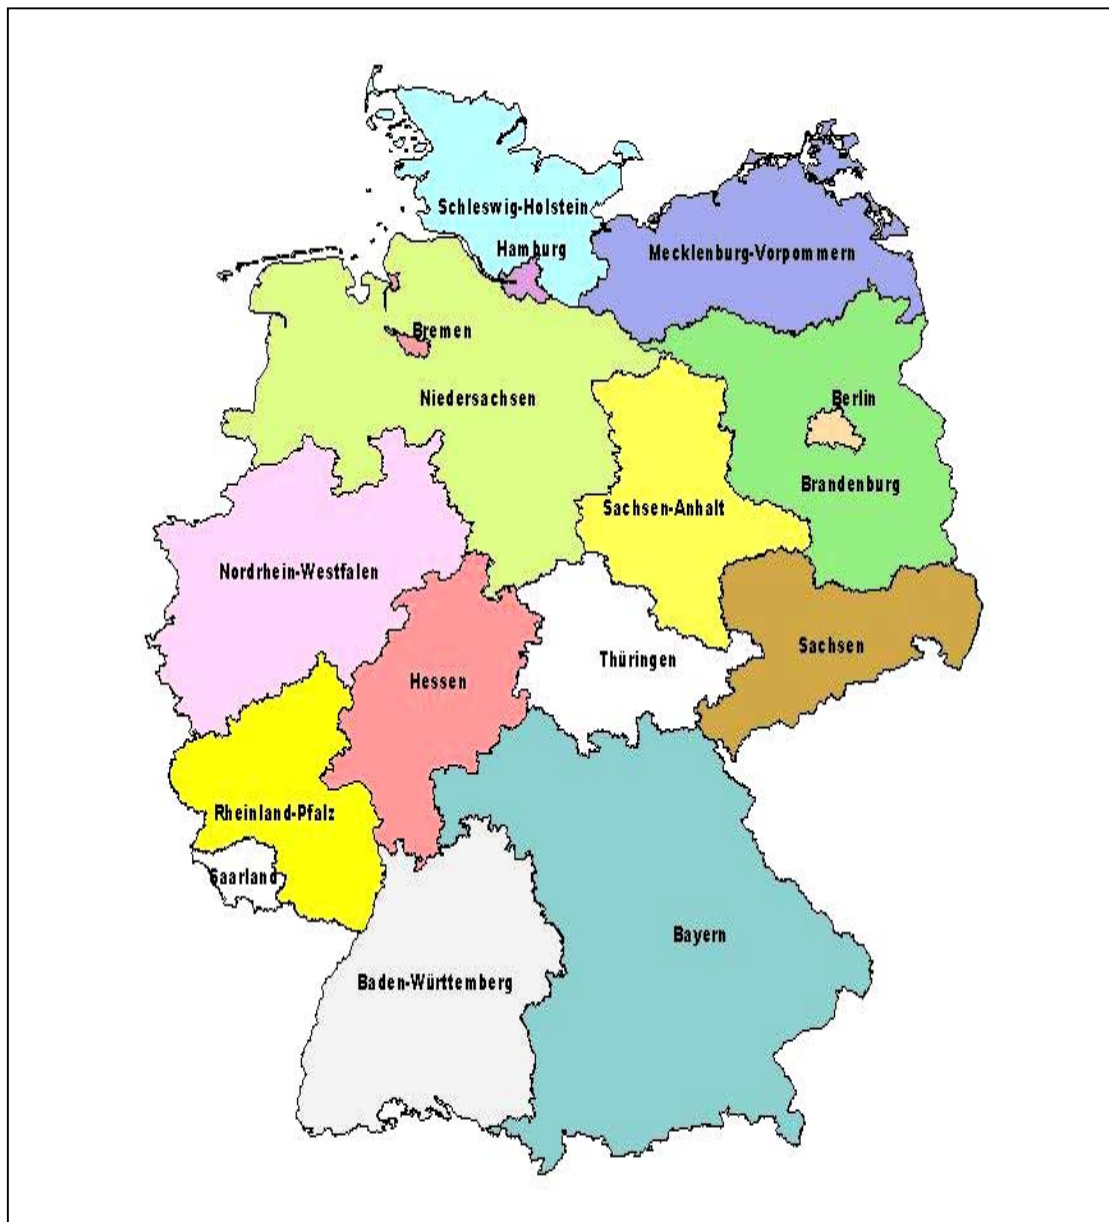 Schleswig-Holstein
Hamburg
Mecklenburg-Vorpommern
Bremen
Niedersachsen
Berlin
Brandenburg
Sachsen-Anhalt
Nordrhein-Westfalen
Sachsen
Thüringen
Hessen
Rheinland-Pfalz
Saarland
Bayern
Baden-Württemberg